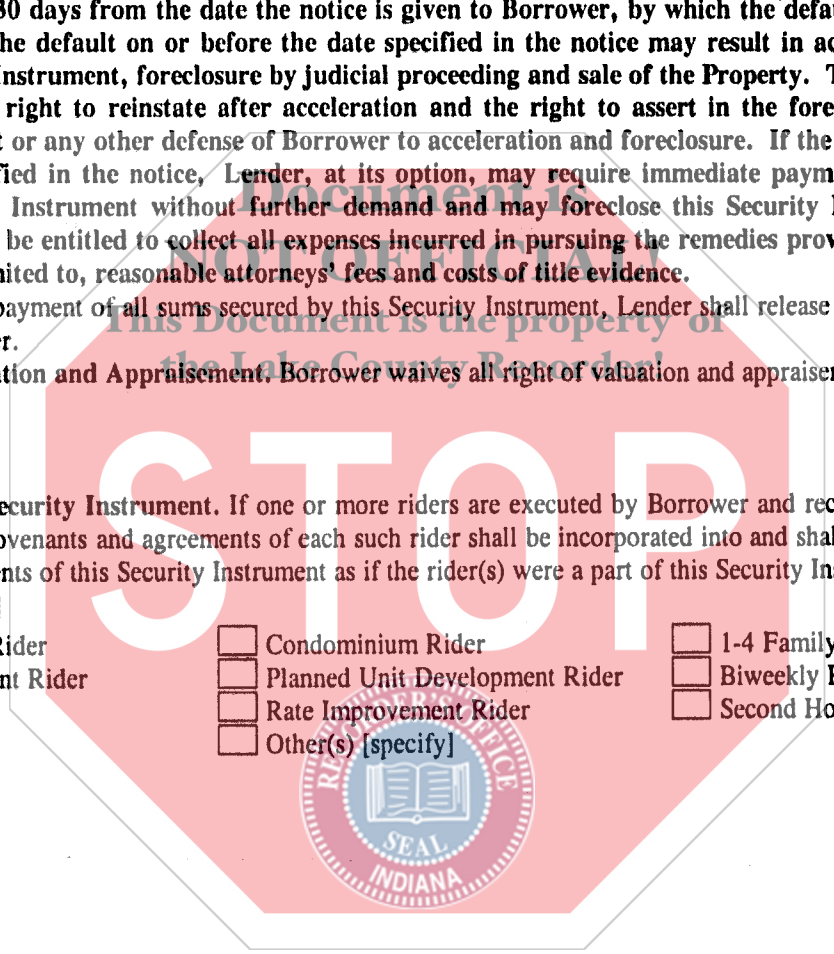 30 days from the date the notice is given to Borrower, by which the defau
he default on or before the date specified in the notice may result in ac
nstrument, foreclosure by judicial proceeding and sale of the Property. T
right to reinstate after acceleration and the right to assert in the fore
t or any other defense of Borrower to acceleration and foreclosure. If the
fied in the notice, Lender, at its option, may require immediate paym
Instrument without further demand and may foreclose this Security I
be entitled to collect all expenses incurred in pursuing the remedies prov
mited to, reasonable attorneys' fees and costs of title evidence.
payment of all sums secured by this Security Instrument, Lender shall release
r.
tion and Appraisement. Borrower waives all right of valuation and appraisem
Document is
NOT OFFICIAL!
This Document is the property of
the Lake County Recorder!
STOP
ecurity Instrument. If one or more riders are executed by Borrower and rec
ovenants and agreements of each such rider shall be incorporated into and shal
nts of this Security Instrument as if the rider(s) were a part of this Security Ins
Rider
Condominium Rider
1-4 Family
nt Rider
Planned Unit Development Rider
Biweekly P
Rate Improvement Rider
Second Ho
Other(s) [specify]
RECORDER'S OFFICE
SEAL
INDIANA